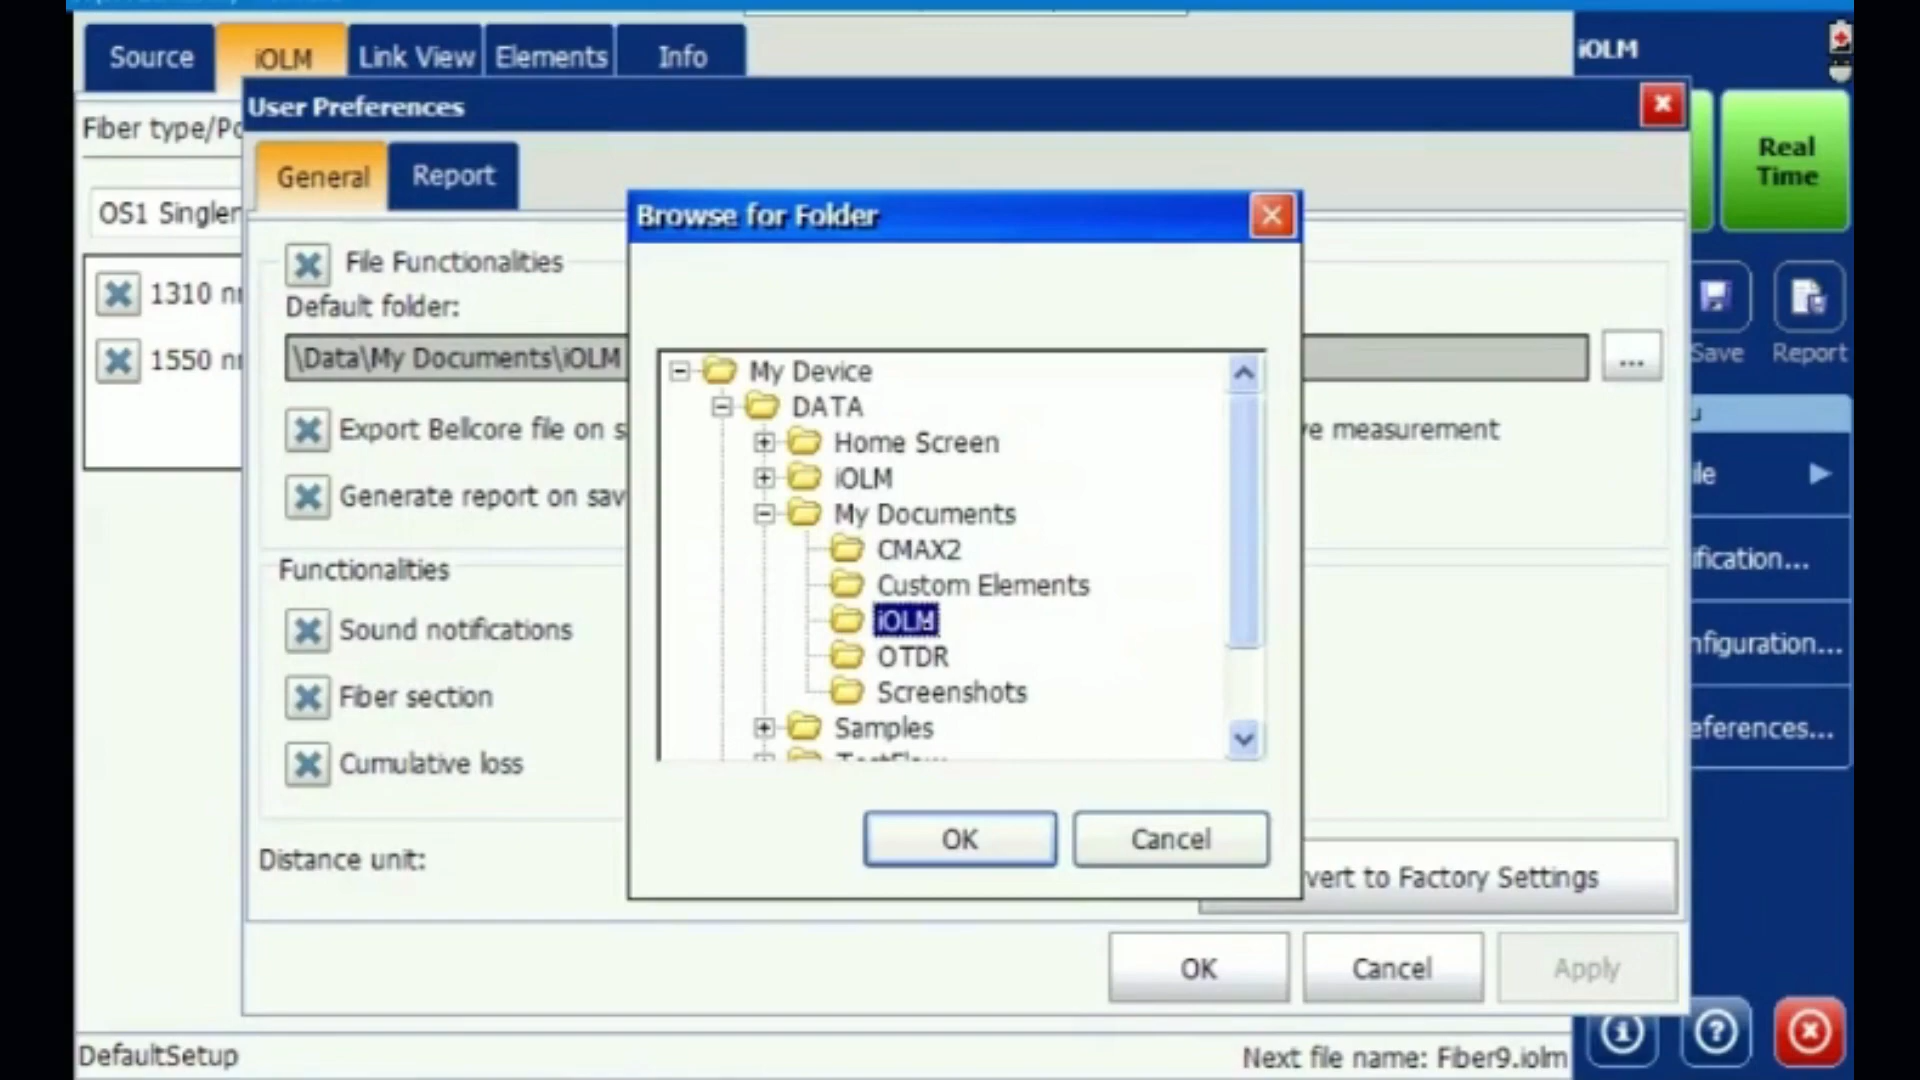 Source
iOLM
Link View
Elements
Info
iOLM
User Preferences
Fiber type/Po
General
Report
Real
Time
OS1 Singler
Browse for Folder
File Functionalities
Default folder:
1310 n
\Data\My Documents\iOLM
...
1550 n
Save
Report
My Device
DATA
Home Screen
iOLM
My Documents
CMAX2
Custom Elements
iOLM
OTDR
Screenshots
Samples
Export Bellcore file on s
ve measurement
Generate report on sav
le
Functionalities
ification...
Sound notifications
nfiguration...
Fiber section
eferences...
Cumulative loss
OK
Cancel
Distance unit:
vert to Factory Settings
OK
Cancel
Apply
DefaultSetup
Next file name: Fiber9.iolm